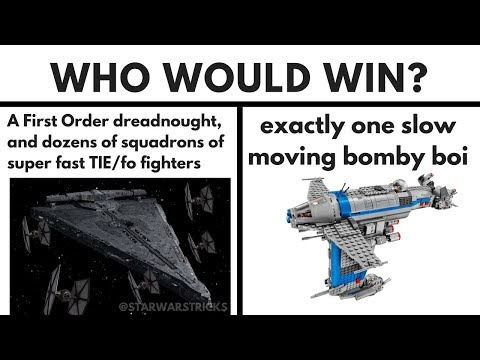 WHO WOULD WIN?
A First Order dreadnought,
and dozens of squadrons of
super fast TIE/fo fighters
exactly one slow
moving bomby boi
@STARWARSTRICKS